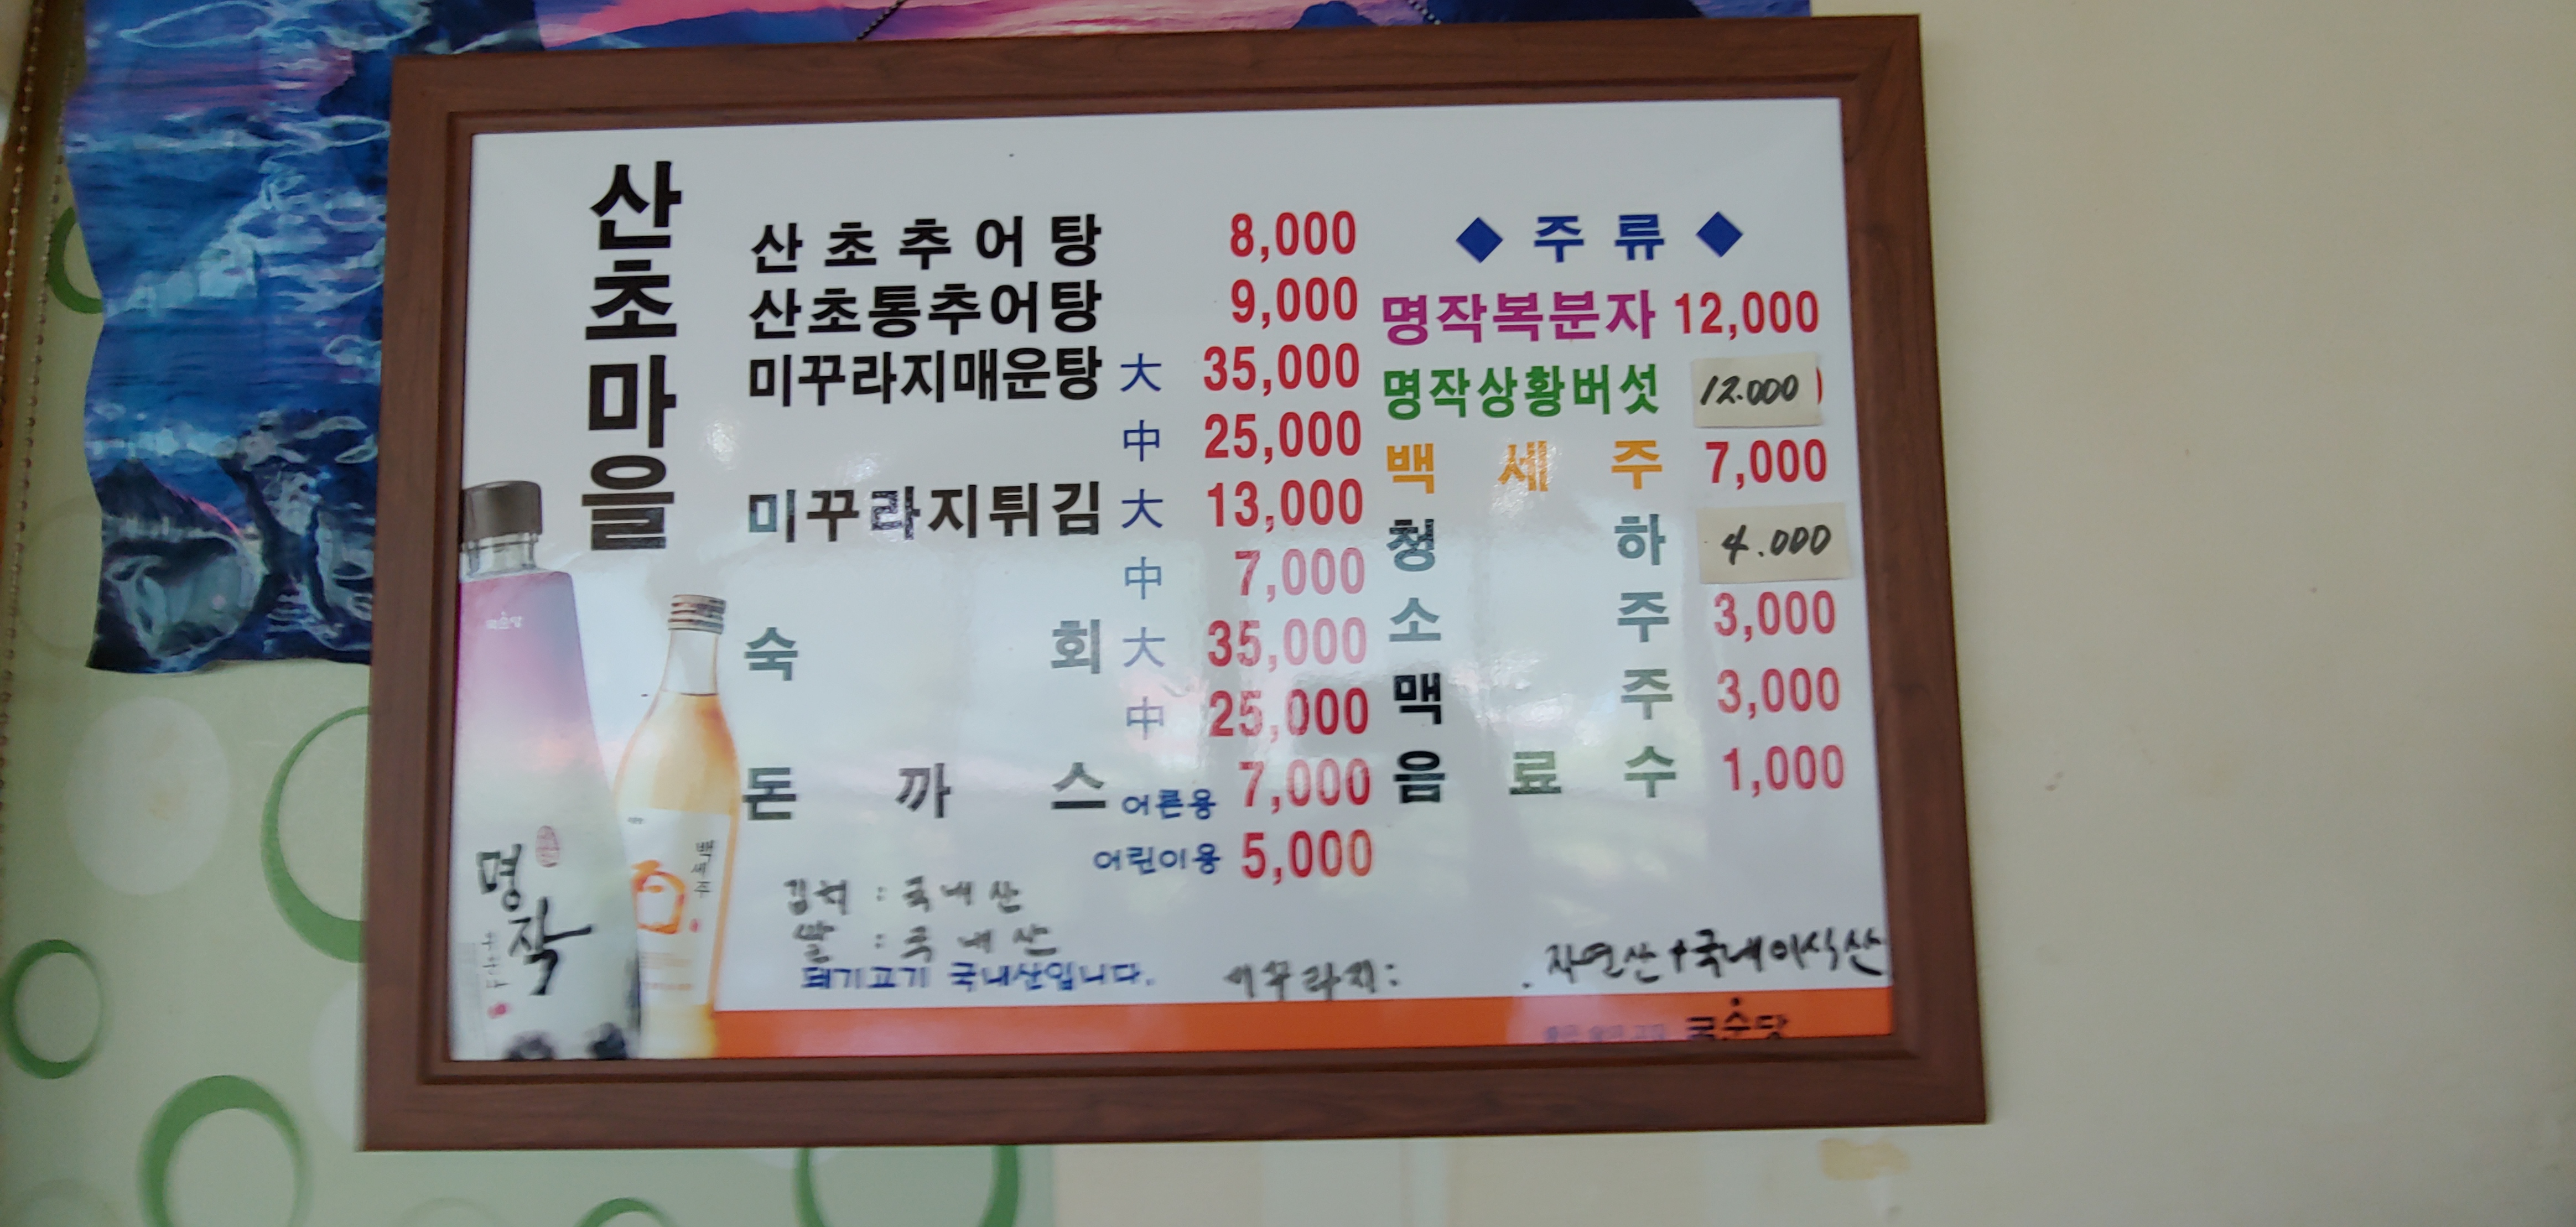 산초마을
산초추어탕 8,000
산초통추어탕 9,000
미꾸라지매운탕 大 35,000
中 25,000
미꾸라지튀김 大 13,000
中 7,000
숙회 大 35,000
中 25,000
돈까스 어른용 7,000
어린이용 5,000
◆ 주류 ◆
명작복분자 12,000
명작상황버섯 12.000
백세주 7,000
청하 4.000
소주 3,000
맥주 3,000
음료수 1,000
김치 : 국내산
쌀 : 국내산
돼기고기 국내산입니다.
미꾸라지 : 자연산+국내이식산
명작
백세주
국순당